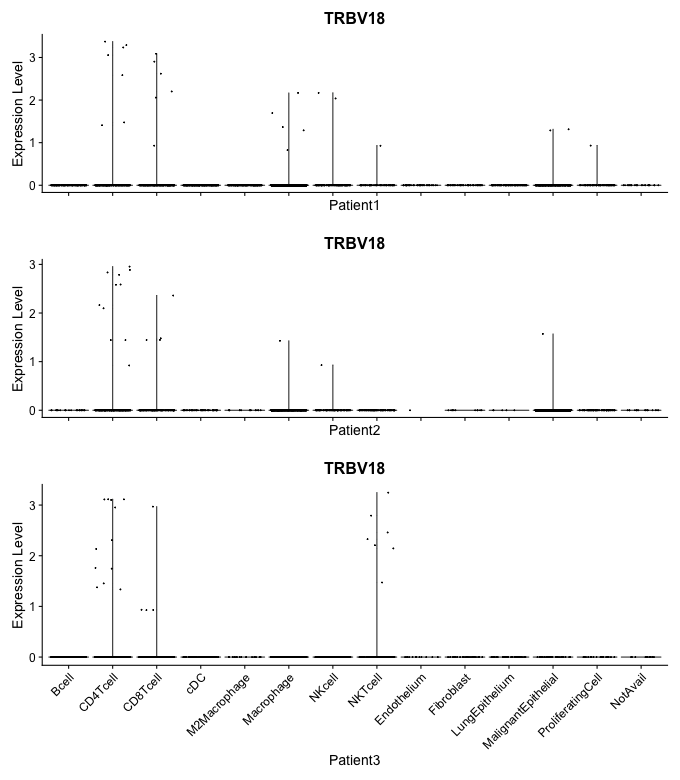 TRBV18
3
2
1
0
Expression Level
Patient1
TRBV18
3
2
1
0
Expression Level
Patient2
TRBV18
3
2
1
0
Expression Level
Bcell
CD4Tcell
CD8Tcell
cDC
M2Macrophage
Macrophage
NKcell
NKTcell
Endothelium
Fibroblast
LungEpithelium
MalignantEpithelial
ProliferatingCell
NotAvail
Patient3